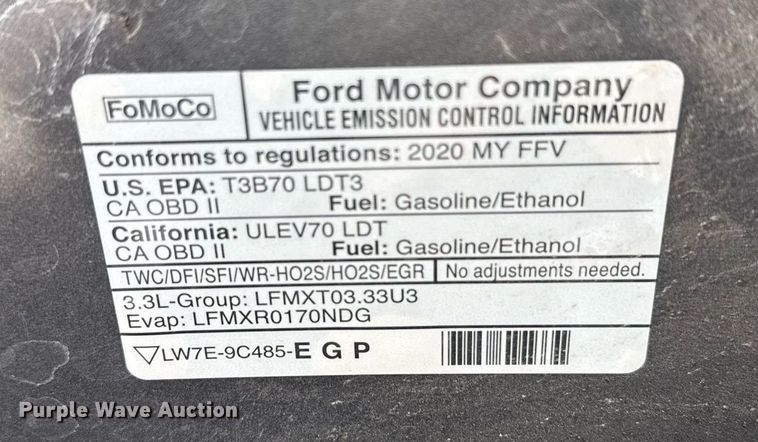 FoMoCo
Ford Motor Company
VEHICLE EMISSION CONTROL INFORMATION
Conforms to regulations: 2020 MY FFV
U.S. EPA: T3B70 LDT3
CA OBD II Fuel: Gasoline/Ethanol
California: ULEV70 LDT
CA OBD II Fuel: Gasoline/Ethanol
TWC/DFI/SFI/WR-HO2S/HO2S/EGR No adjustments needed.
3.3L-Group: LFMXT03.33U3
Evap: LFMXR0170NDG
LW7E-9C485-E G P
Purple Wave Auction